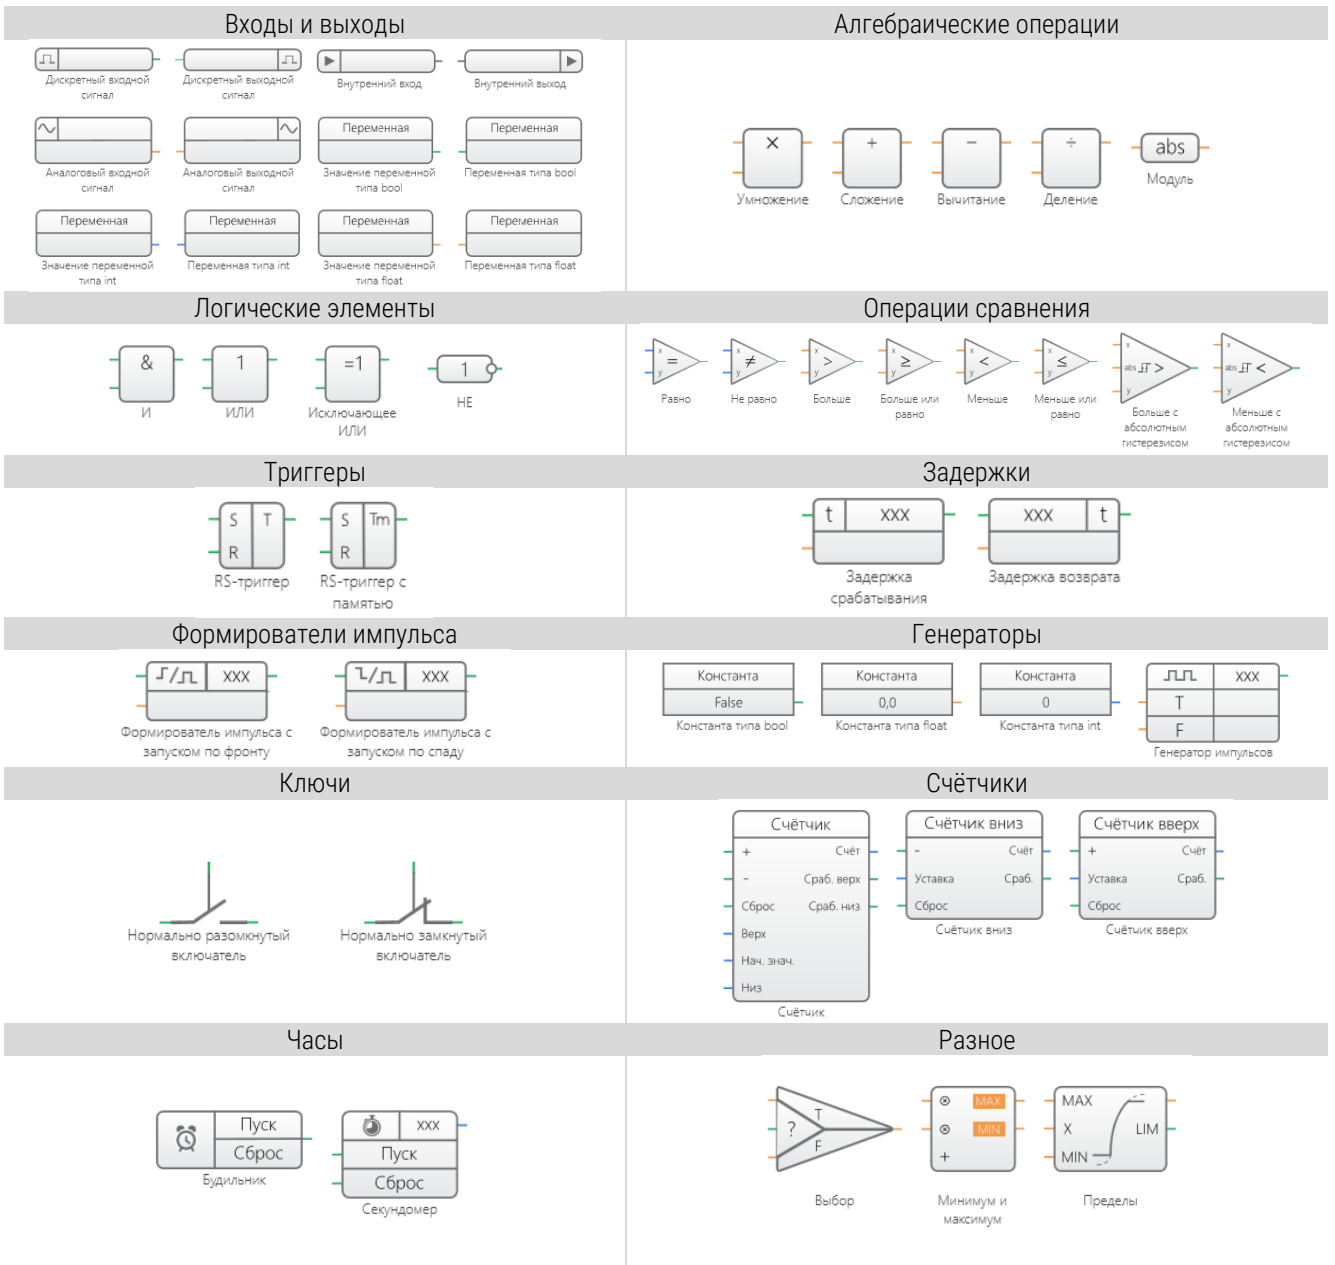 Входы и выходы
Дискретный входной
сигнал
Дискретный выходной
сигнал
Внутренний вход
Внутренний выход
Переменная
Переменная
Аналоговый входной
сигнал
Аналоговый выходной
сигнал
Значение переменной
типа bool
Переменная типа bool
Переменная
Переменная
Переменная
Переменная
Значение переменной
типа int
Переменная типа int
Значение переменной
типа float
Переменная типа float
Алгебраические операции
×
+
−
÷
abs
Умножение
Сложение
Вычитание
Деление
Модуль
Логические элементы
&
1
=1
1
И
ИЛИ
Исключающее
ИЛИ
НЕ
Операции сравнения
x
y
=
x
y
≠
x
y
>
x
y
≥
x
y
<
x
y
≤
x
abs
>
y
x
abs
<
y
Равно
Не равно
Больше
Больше или
равно
Меньше
Меньше или
равно
Больше с
абсолютным
гистерезисом
Меньше с
абсолютным
гистерезисом
Триггеры
S
T
R
S
Tm
R
RS-триггер
RS-триггер с
памятью
Задержки
t
XXX
XXX
t
Задержка
срабатывания
Задержка возврата
Формирователи импульса
XXX
XXX
Формирователь импульса с
запуском по фронту
Формирователь импульса с
запуском по спаду
Генераторы
Константа
False
Константа типа bool
Константа
0,0
Константа типа float
Константа
0
Константа типа int
XXX
T
F
Генератор импульсов
Ключи
Нормально разомкнутый
включатель
Нормально замкнутый
включатель
Счётчики
Счётчик
+
Счёт
-
Сраб. верх
Сброс
Сраб. низ
Верх
Нач. знач.
Низ
Счётчик
Счётчик вниз
-
Счёт
Уставка
Сраб.
Сброс
Счётчик вниз
Счётчик вверх
+
Счёт
Уставка
Сраб.
Сброс
Счётчик вверх
Часы
Пуск
Сброс
Будильник
XXX
Пуск
Сброс
Секундомер
Разное
?
T
F
Выбор
MAX
MIN
+
Минимум и
максимум
MAX
X
LIM
MIN
Пределы